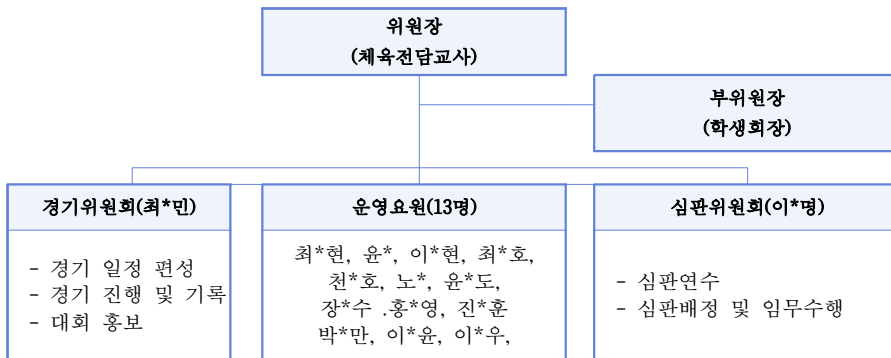 위원장
(체육전담교사)
부위원장
(학생회장)
경기위원회(최*민)
- 경기 일정 편성
- 경기 진행 및 기록
- 대회 홍보
운영요원(13명)
최*현, 윤*, 이*현, 최*호,
천*호, 노*, 윤*도,
장*수 .홍*영, 진*훈
박*만, 이*윤, 이*우,
심판위원회(이*명)
- 심판연수
- 심판배정 및 임무수행